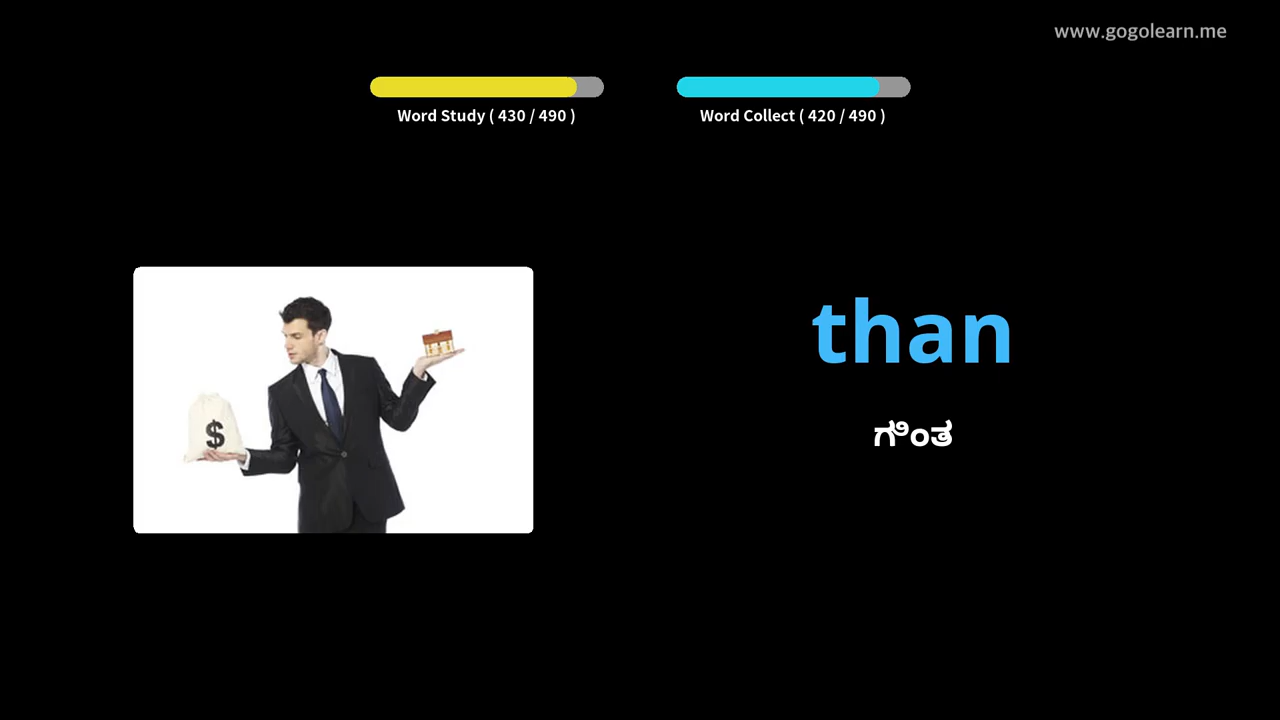 www.gogolearn.me
Word Study ( 430 / 490 )
Word Collect ( 420 / 490 )
$
than
ಗಿಂತ